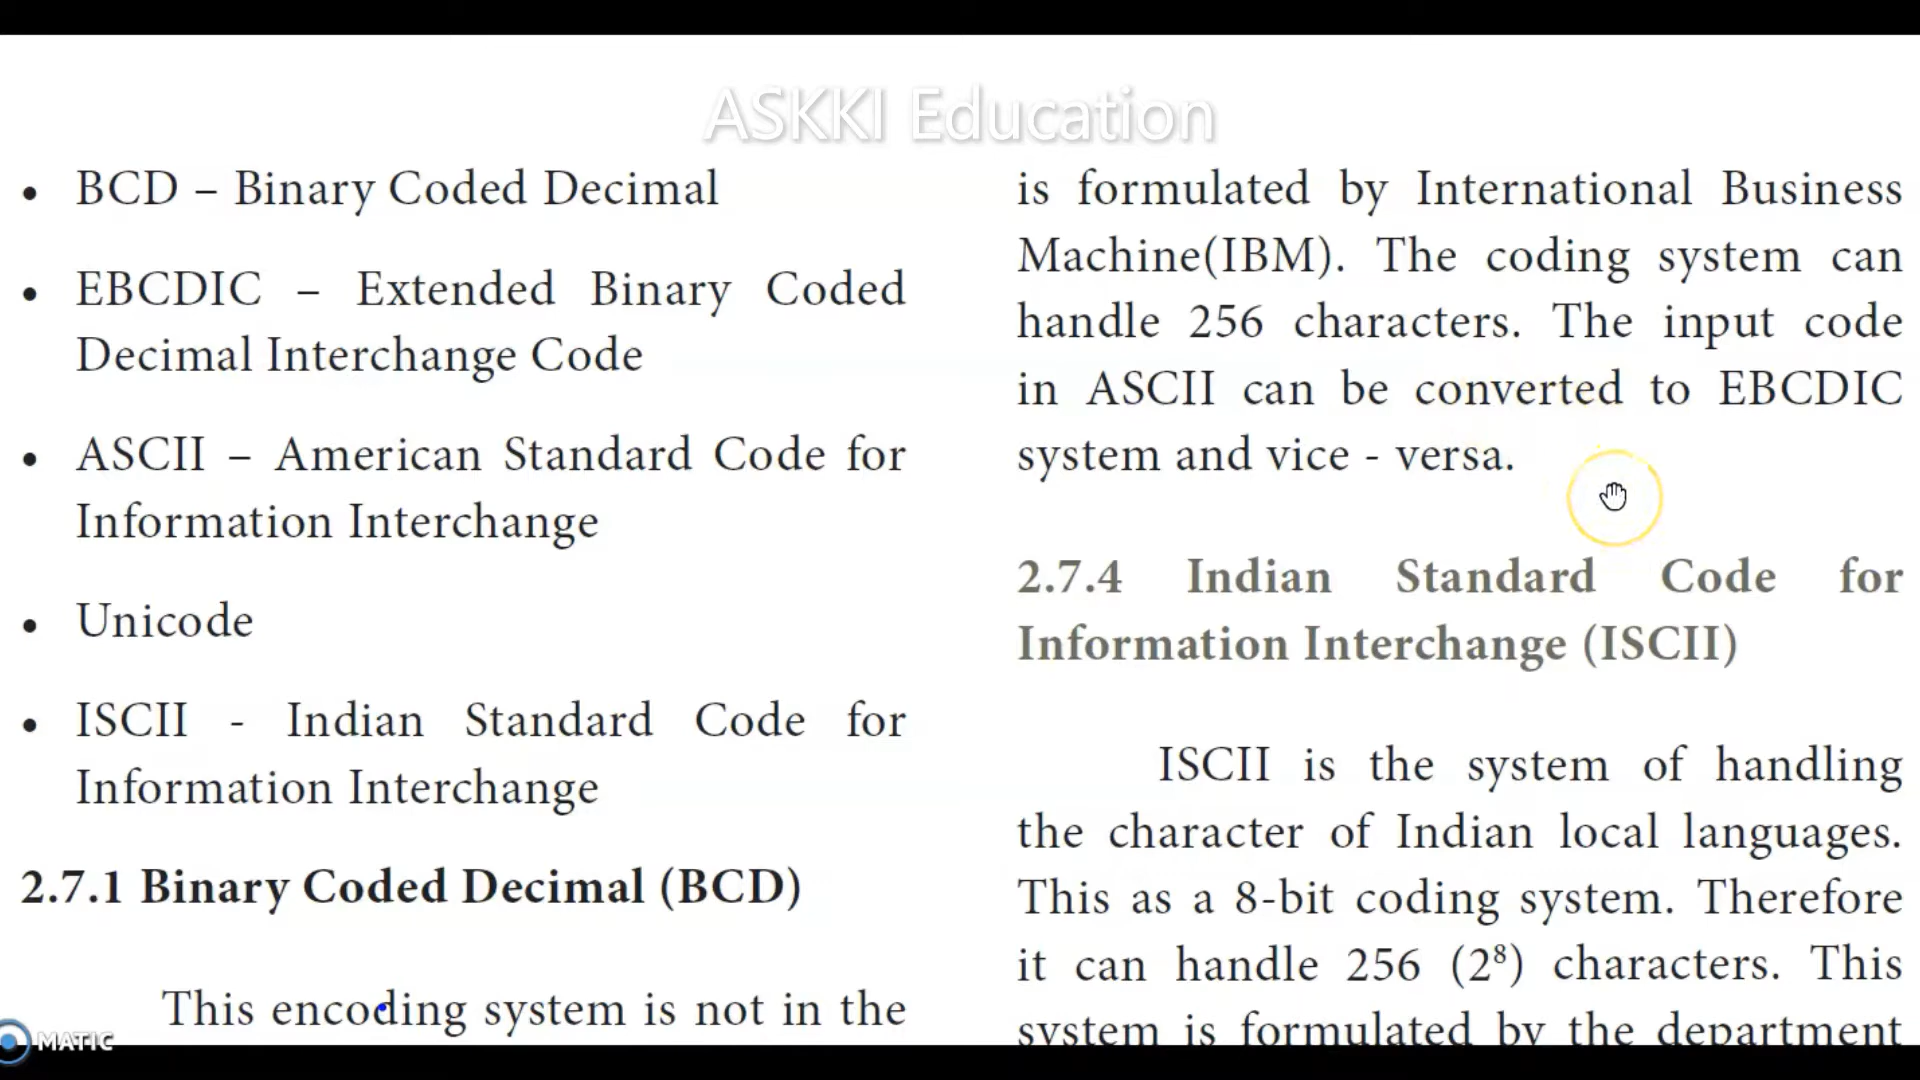 ASKKI Education
• BCD – Binary Coded Decimal
• EBCDIC – Extended Binary Coded
Decimal Interchange Code
• ASCII – American Standard Code for
Information Interchange
• Unicode
• ISCII - Indian Standard Code for
Information Interchange
2.7.1 Binary Coded Decimal (BCD)
This encoding system is not in the
is formulated by International Business
Machine(IBM). The coding system can
handle 256 characters. The input code
in ASCII can be converted to EBCDIC
system and vice - versa.
2.7.4 Indian Standard Code for
Information Interchange (ISCII)
ISCII is the system of handling
the character of Indian local languages.
This as a 8-bit coding system. Therefore
it can handle 256 (2⁸) characters. This
system is formulated by the department
MATIC